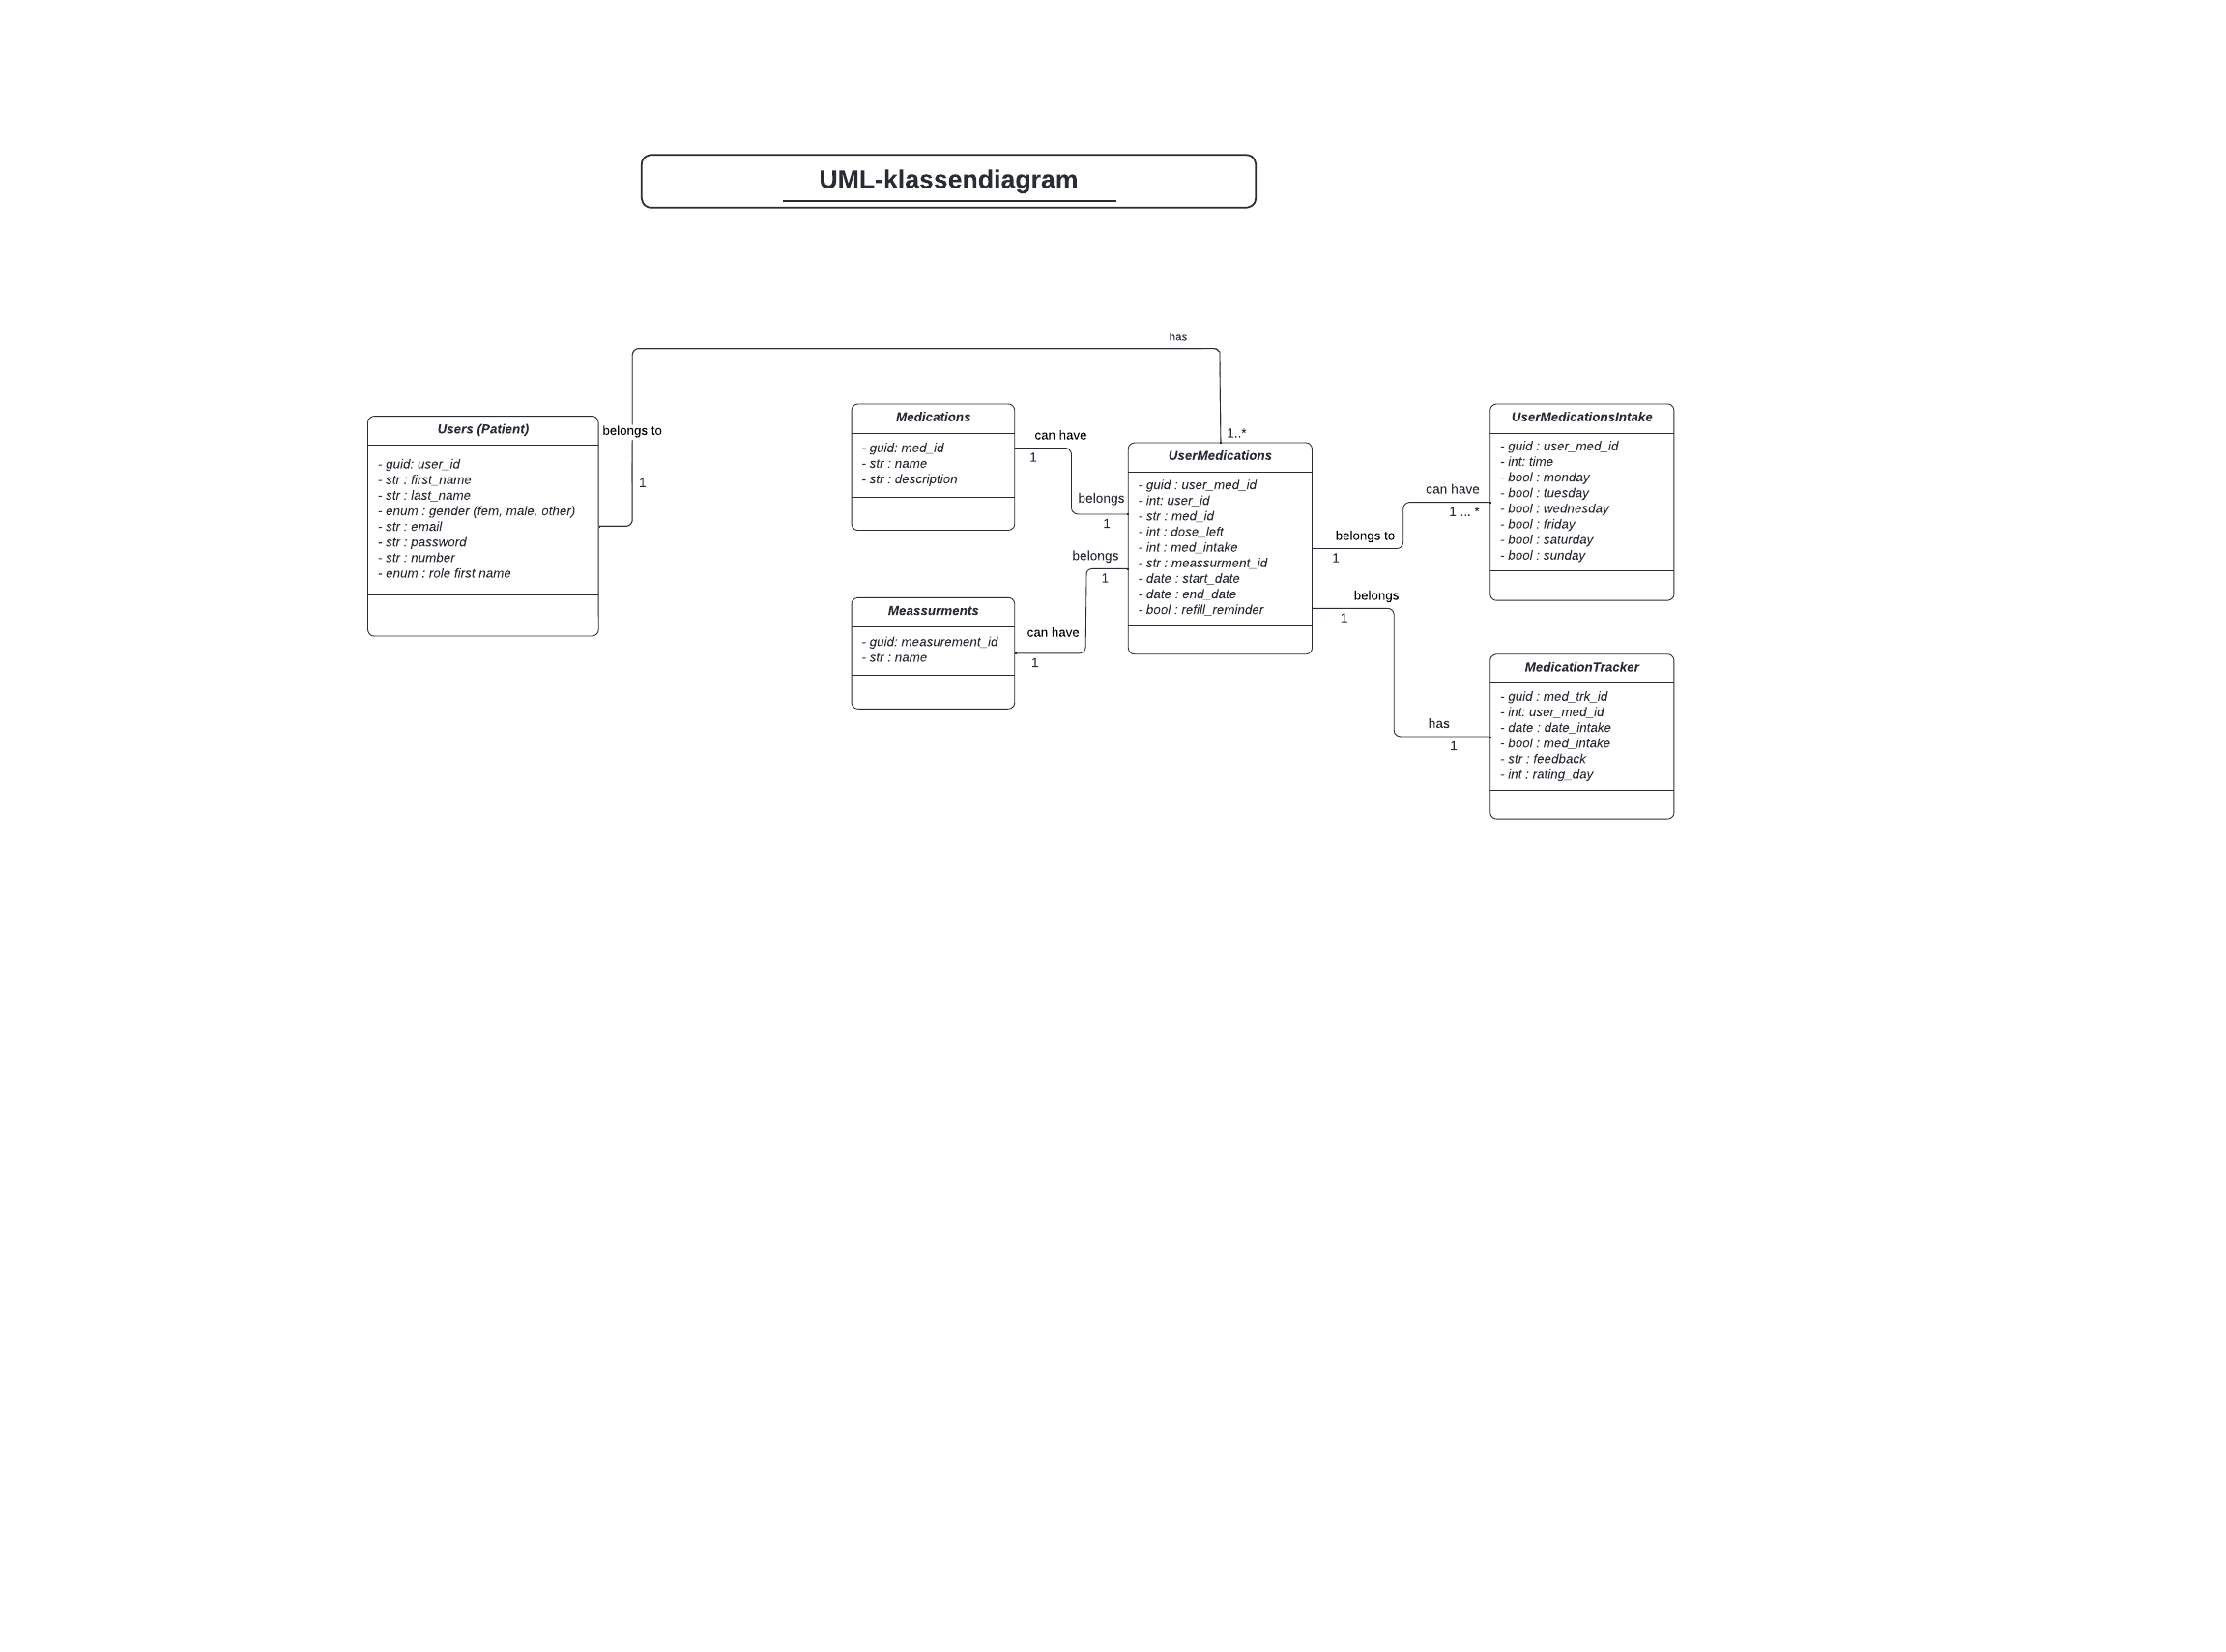 UML-klassendiagram
has
belongs to
1
1..*
Users (Patient)
- guid: user_id
- str : first_name
- str : last_name
- enum : gender (fem, male, other)
- str : email
- str : password
- str : number
- enum : role first name
Medications
- guid: med_id
- str : name
- str : description
can have
1
belongs
1
Meassurments
- guid: measurement_id
- str : name
can have
1
belongs
1
UserMedications
- guid : user_med_id
- int: user_id
- str : med_id
- int : dose_left
- int : med_intake
- str : meassurment_id
- date : start_date
- date : end_date
- bool : refill_reminder
belongs to
1
can have
1 ... *
belongs
1
has
1
UserMedicationsIntake
- guid : user_med_id
- int: time
- bool : monday
- bool : tuesday
- bool : wednesday
- bool : friday
- bool : saturday
- bool : sunday
MedicationTracker
- guid : med_trk_id
- int: user_med_id
- date : date_intake
- bool : med_intake
- str : feedback
- int : rating_day